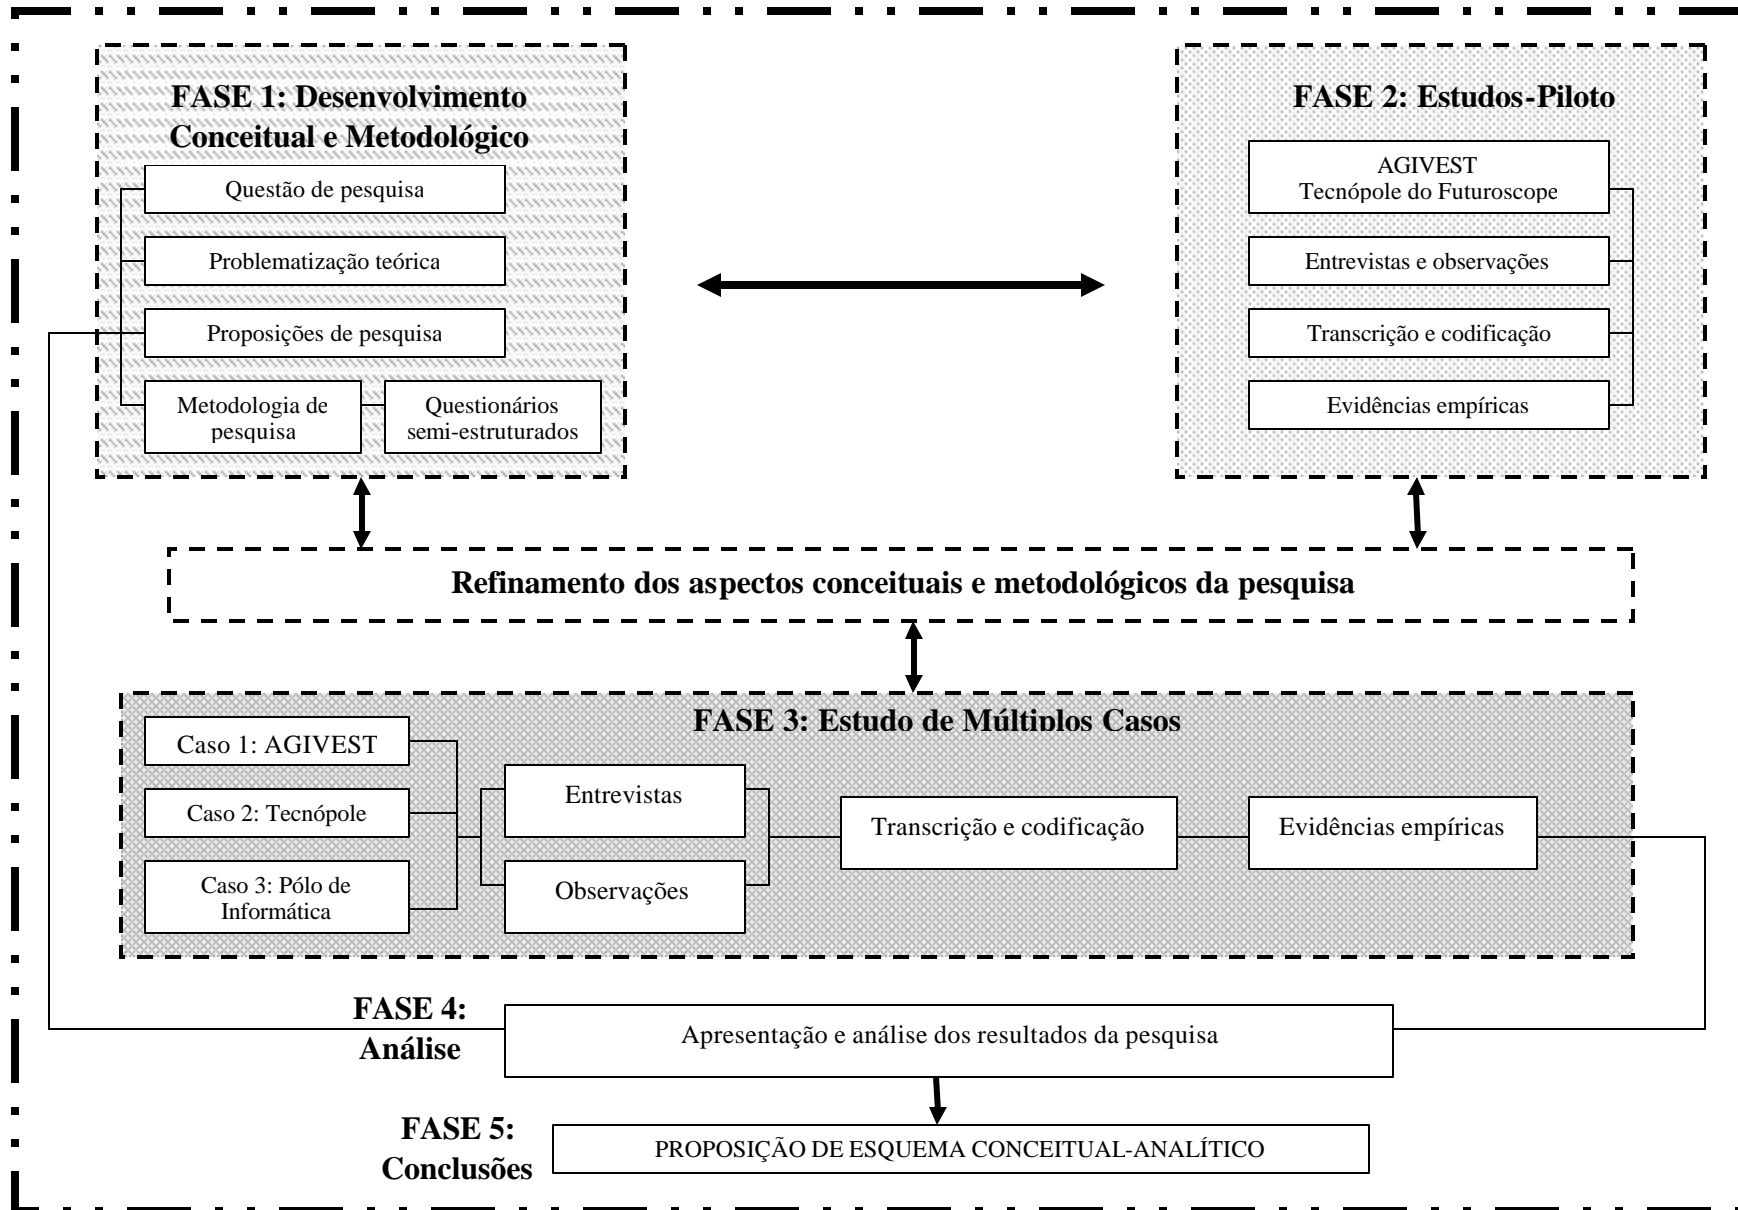 FASE 1: Desenvolvimento
Conceitual e Metodológico
Questão de pesquisa
Problematização teórica
Proposições de pesquisa
Metodologia de
pesquisa
Questionários
semi-estruturados
FASE 2: Estudos-Piloto
AGIVEST
Tecnópole do Futuroscope
Entrevistas e observações
Transcrição e codificação
Evidências empíricas
Refinamento dos aspectos conceituais e metodológicos da pesquisa
FASE 3: Estudo de Múltiplos Casos
Caso 1: AGIVEST
Caso 2: Tecnópole
Caso 3: Pólo de
Informática
Entrevistas
Observações
Transcrição e codificação
Evidências empíricas
FASE 4:
Análise
Apresentação e análise dos resultados da pesquisa
FASE 5:
Conclusões
PROPOSIÇÃO DE ESQUEMA CONCEITUAL-ANALÍTICO